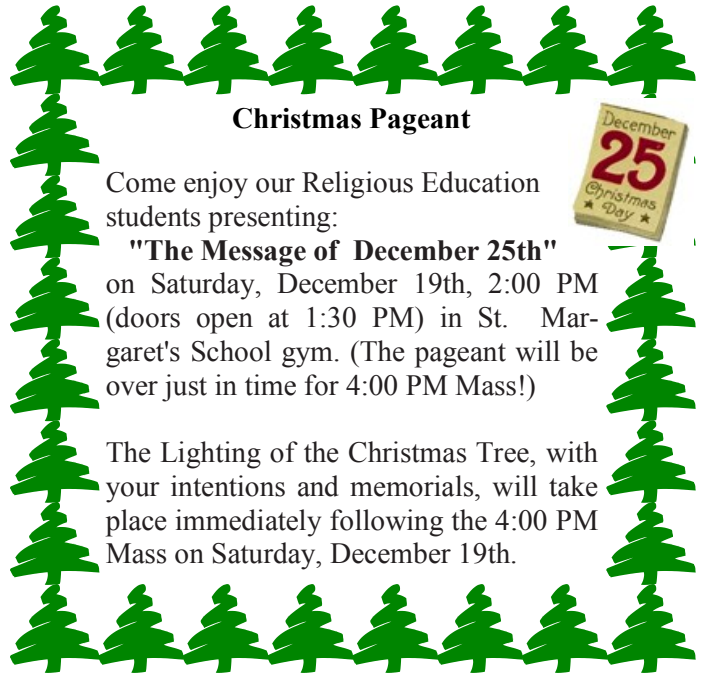 Christmas Pageant
December
25
Christmas
Day
Come enjoy our Religious Education
students presenting:
"The Message of  December 25th"
on Saturday, December 19th, 2:00 PM
(doors open at 1:30 PM) in St.  Mar-
garet's School gym. (The pageant will be
over just in time for 4:00 PM Mass!)
The Lighting of the Christmas Tree, with
your intentions and memorials, will take
place immediately following the 4:00 PM
Mass on Saturday, December 19th.